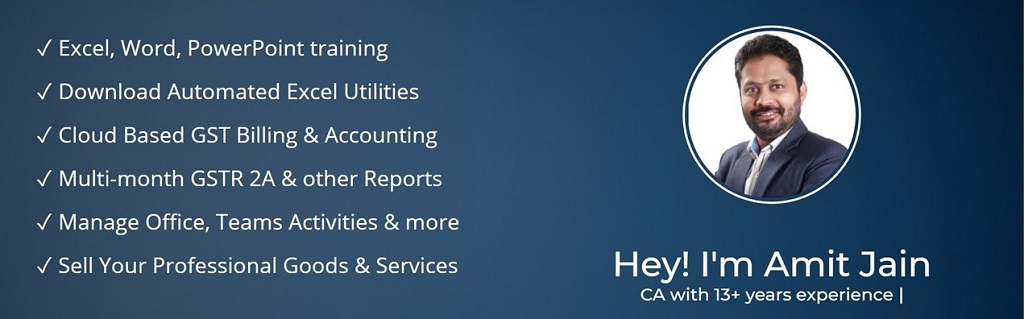 ✓ Excel, Word, PowerPoint training
✓ Download Automated Excel Utilities
✓ Cloud Based GST Billing & Accounting
✓ Multi-month GSTR 2A & other Reports
✓ Manage Office, Teams Activities & more
✓ Sell Your Professional Goods & Services
Hey! I'm Amit Jain
CA with 13+ years experience |